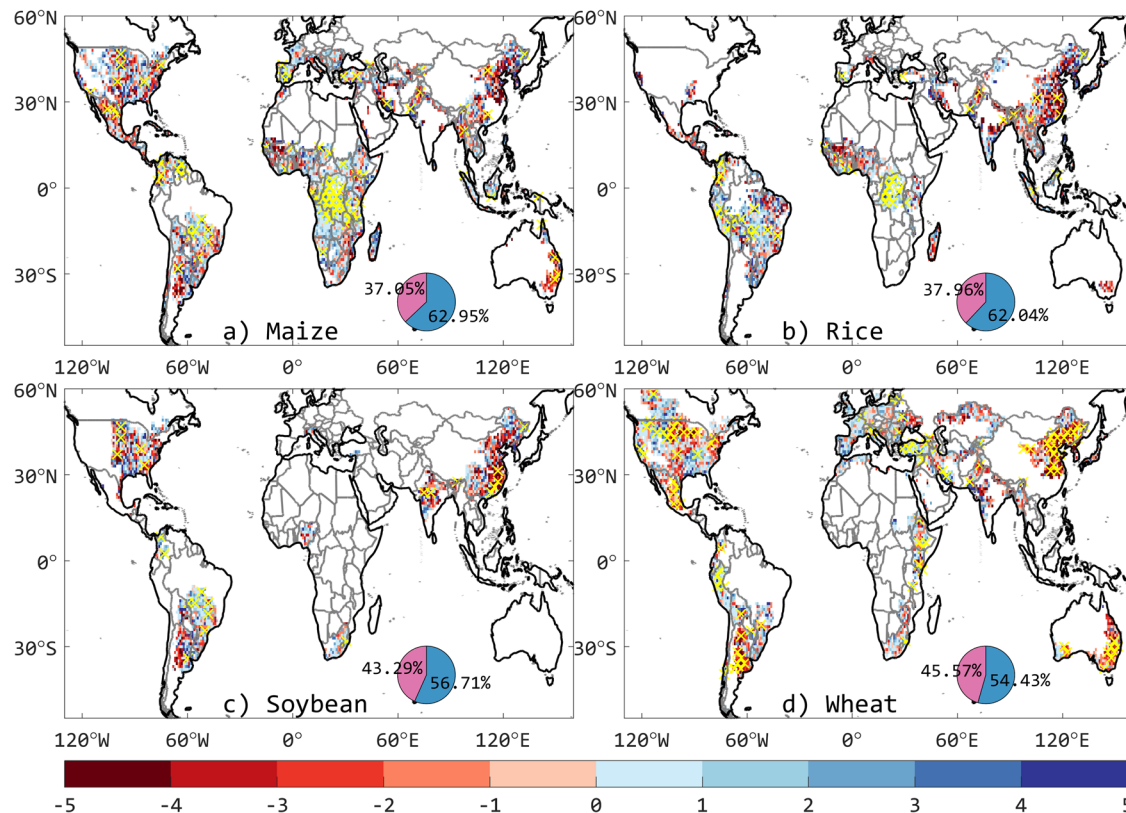 60°N
30°N
0°
30°S
37.05%
62.95%
a) Maize
120°W
60°W
0°
60°E
120°E
60°N
30°N
0°
30°S
37.96%
62.04%
b) Rice
120°W
60°W
0°
60°E
120°E
60°N
30°N
0°
30°S
43.29%
56.71%
c) Soybean
120°W
60°W
0°
60°E
120°E
60°N
30°N
0°
30°S
45.57%
54.43%
d) Wheat
120°W
60°W
0°
60°E
120°E
-5 -4 -3 -2 -1 0 1 2 3 4 5